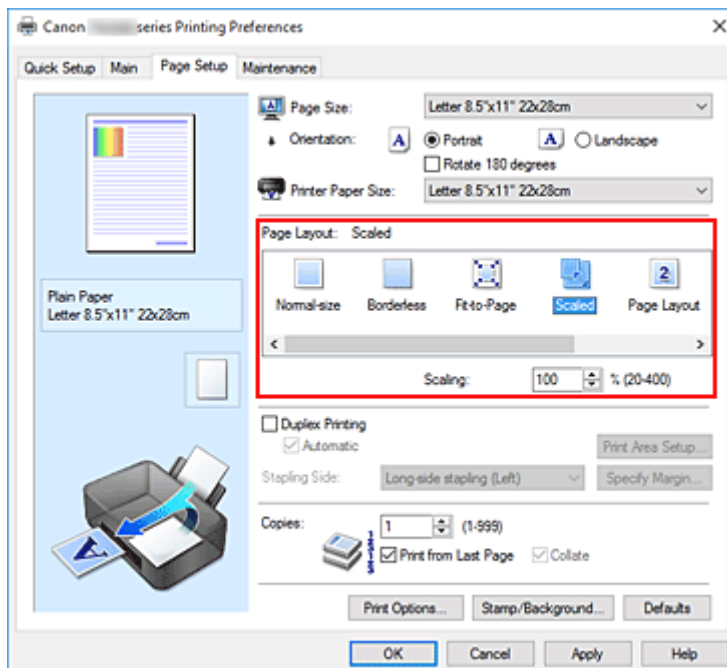 Canon series Printing Preferences
Quick Setup Main Page Setup Maintenance
Page Size: Letter 8.5"x11" 22x28cm
Orientation: A Portrait A Landscape
Rotate 180 degrees
Printer Paper Size: Letter 8.5"x11" 22x28cm
Page Layout: Scaled
Normal-size Borderless Fit-to-Page Scaled Page Layout
2
Scaling: 100 % (20-400)
Plain Paper
Letter 8.5"x11" 22x28cm
Duplex Printing
Automatic Print Area Setup...
Stapling Side: Long-side stapling (Left) Specify Margin...
Copies: 1 (1-999)
Print from Last Page Collate
A
Print Options... Stamp/Background... Defaults
OK Cancel Apply Help